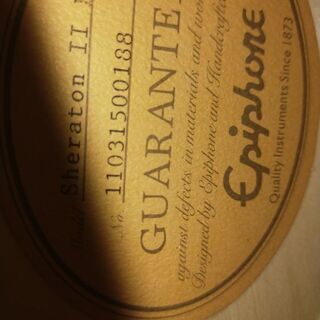 Sheraton II
No. 11031500188
GUARANTE
against defects in materials and
Designed by Epiphone and Handcrafted
Epiphone
Quality Instruments Since 1873